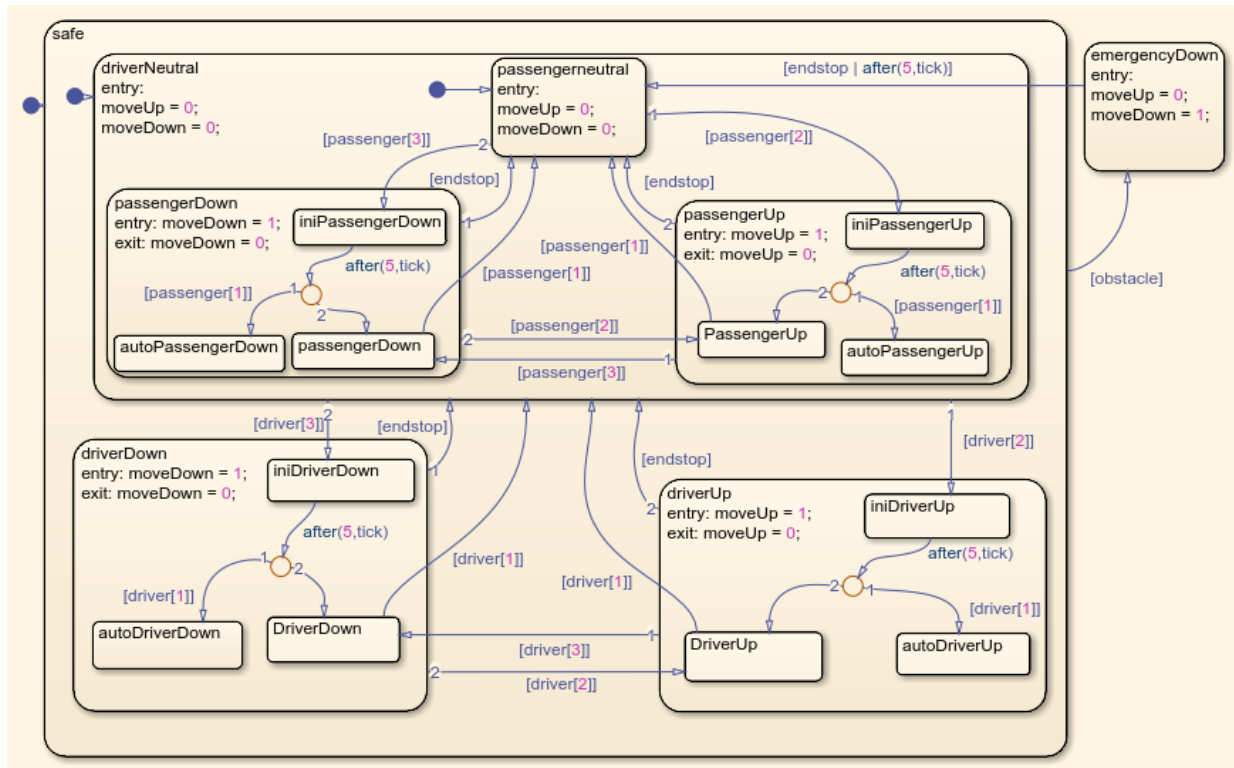 safe
driverNeutral
entry:
moveUp = 0;
moveDown = 0;
passengerneutral
entry:
moveUp = 0;
moveDown = 0;
[endstop | after(5,tick)]
emergencyDown
entry:
moveUp = 0;
moveDown = 1;
[obstacle]
[passenger[3]]
2
1
[passenger[2]]
[endstop]
[endstop]
passengerDown
entry: moveDown = 1;
exit: moveDown = 0;
iniPassengerDown
1
after(5,tick)
[passenger[1]]
1
2
autoPassengerDown
passengerDown
[passenger[1]]
[passenger[1]]
passengerUp
entry: moveUp = 1;
exit: moveUp = 0;
iniPassengerUp
2
after(5,tick)
2
1
[passenger[1]]
PassengerUp
autoPassengerUp
2
[passenger[2]]
1
[passenger[3]]
[driver[3]]
2
[endstop]
1
[driver[2]]
driverDown
entry: moveDown = 1;
exit: moveDown = 0;
iniDriverDown
1
after(5,tick)
1
2
[driver[1]]
autoDriverDown
DriverDown
[driver[1]]
[driver[1]]
[endstop]
driverUp
entry: moveUp = 1;
exit: moveUp = 0;
iniDriverUp
2
after(5,tick)
2
1
[driver[1]]
DriverUp
autoDriverUp
1
[driver[3]]
2
[driver[2]]